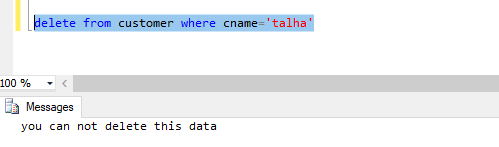 delete from customer where cname='talha'
100 %
Messages
you can not delete this data